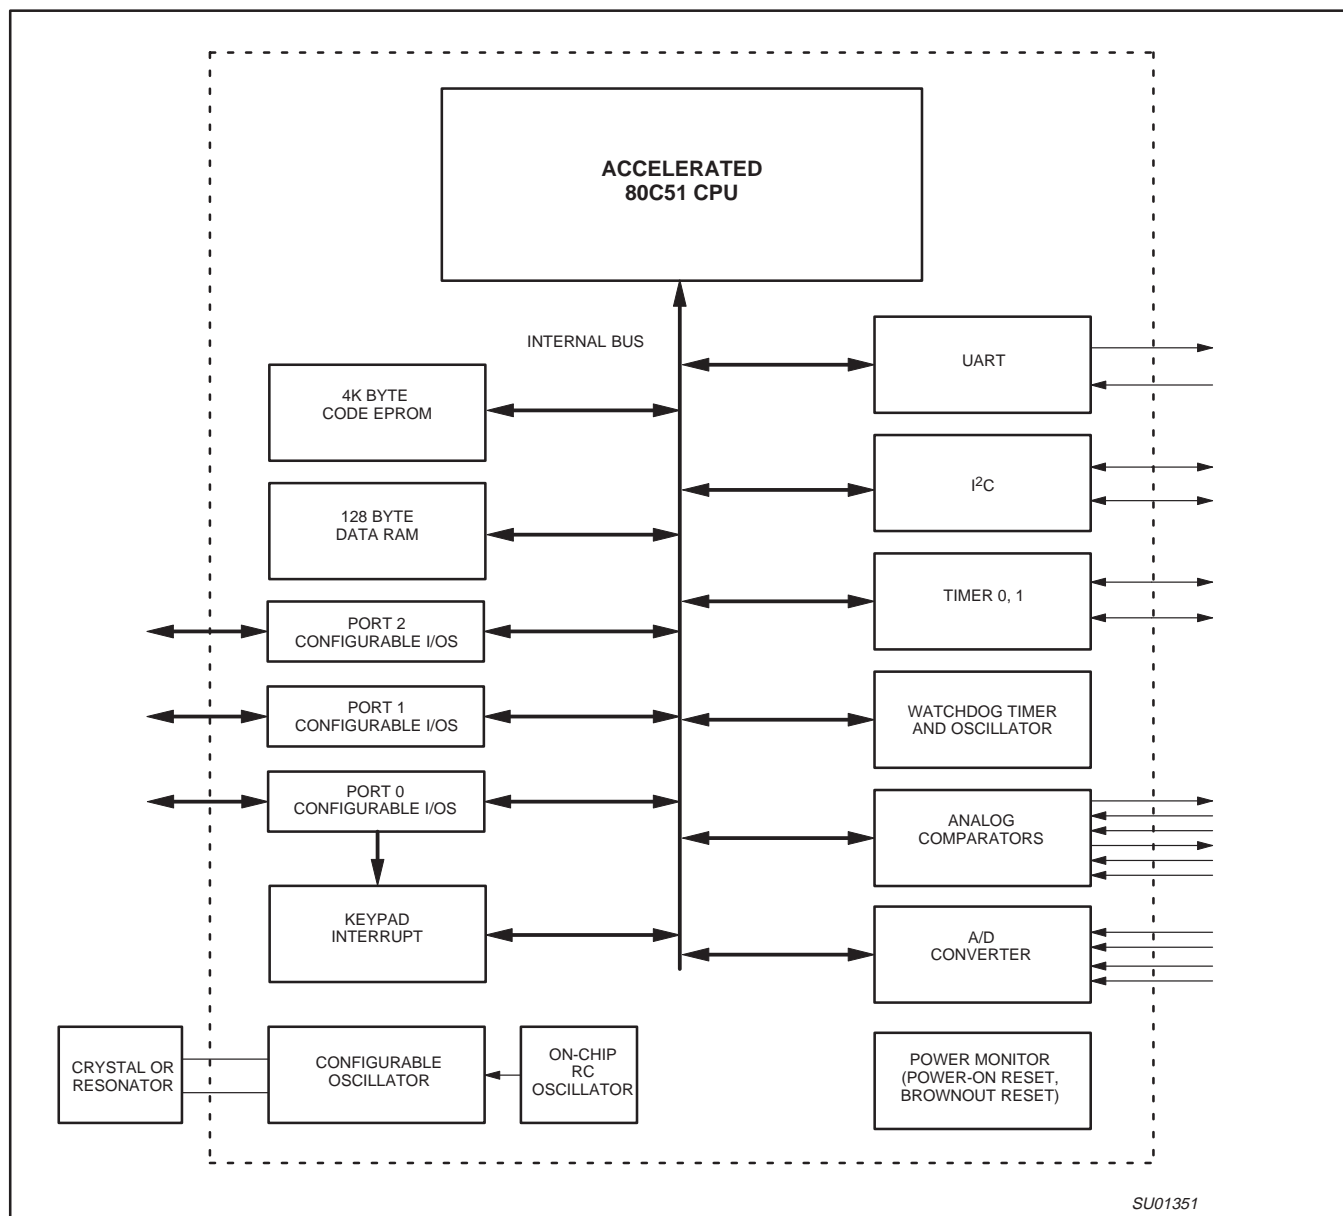 ACCELERATED
80C51 CPU
INTERNAL BUS
UART
4K BYTE
CODE EPROM
I²C
128 BYTE
DATA RAM
TIMER 0, 1
PORT 2
CONFIGURABLE I/OS
PORT 1
CONFIGURABLE I/OS
WATCHDOG TIMER
AND OSCILLATOR
PORT 0
CONFIGURABLE I/OS
ANALOG
COMPARATORS
KEYPAD
INTERRUPT
A/D
CONVERTER
CRYSTAL OR
RESONATOR
CONFIGURABLE
OSCILLATOR
ON-CHIP
RC
OSCILLATOR
POWER MONITOR
(POWER-ON RESET,
BROWNOUT RESET)
SU01351